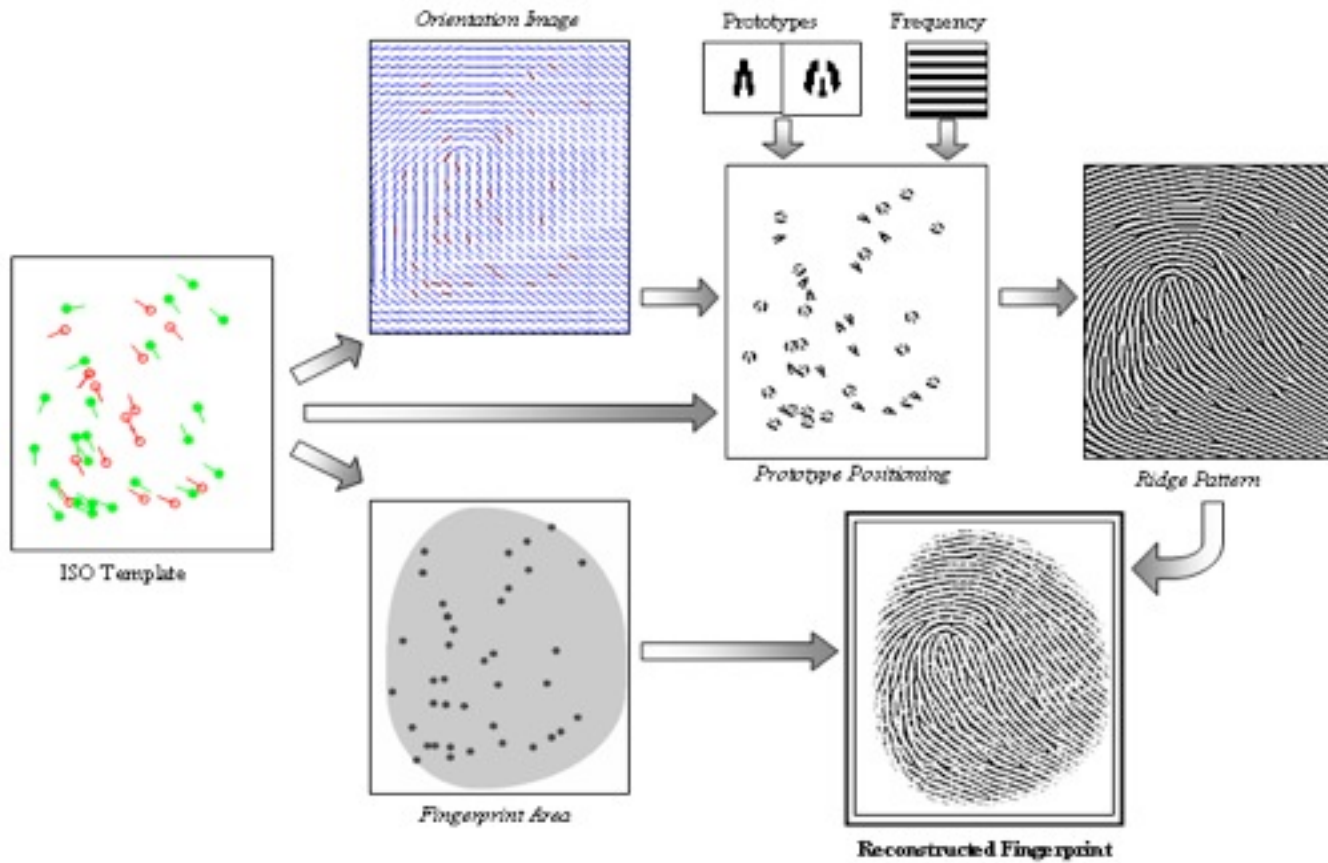 Orientation Image
Prototypes
Frequency
ISO Template
Prototype Positioning
Ridge Pattern
Fingerprint Area
Reconstructed Fingerprint